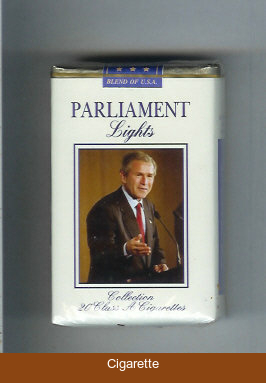 BLEND OF U.S.A.
PARLIAMENT
Lights
Collection
20 Class A Cigarettes
Cigarette